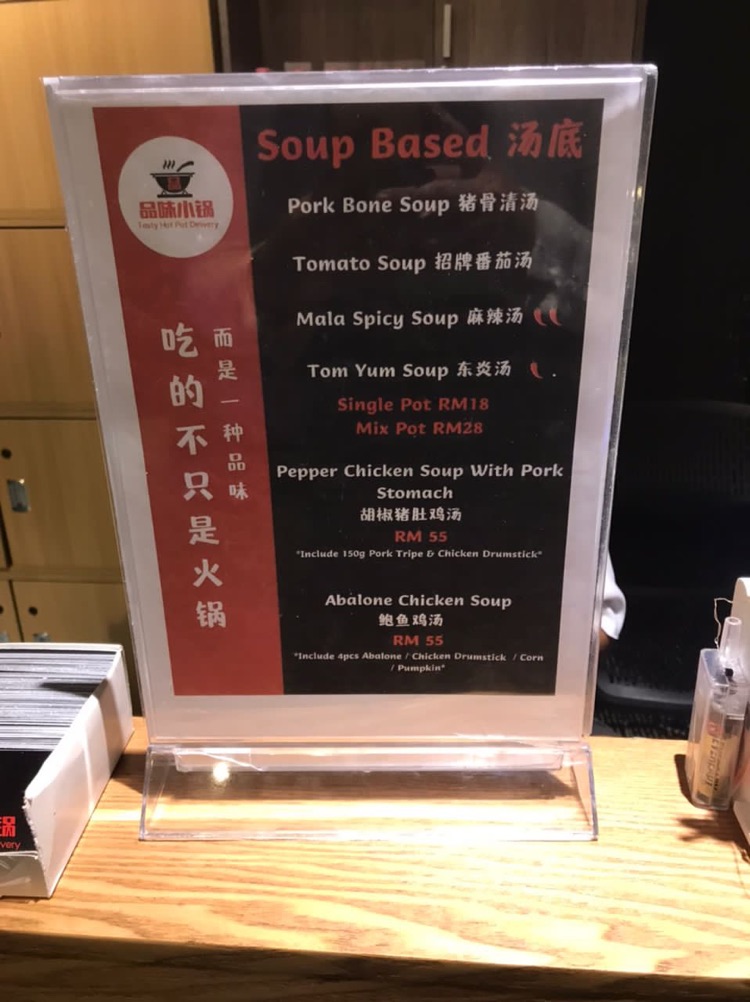 Soup Based 汤底
品味小锅
Tasty Hot Pot Delivery
Pork Bone Soup 猪骨清汤
Tomato Soup 招牌番茄汤
Mala Spicy Soup 麻辣汤
Tom Yum Soup 东炎汤
Single Pot RM18
Mix Pot RM28
Pepper Chicken Soup With Pork
Stomach
胡椒猪肚鸡汤
RM 55
"Include 150g Pork Tripe & Chicken Drumstick"
Abalone Chicken Soup
鲍鱼鸡汤
RM 55
"Include 4pcs Abalone / Chicken Drumstick / Corn
/ Pumpkin"
吃的不只是火锅
而是一种品味
锅
very